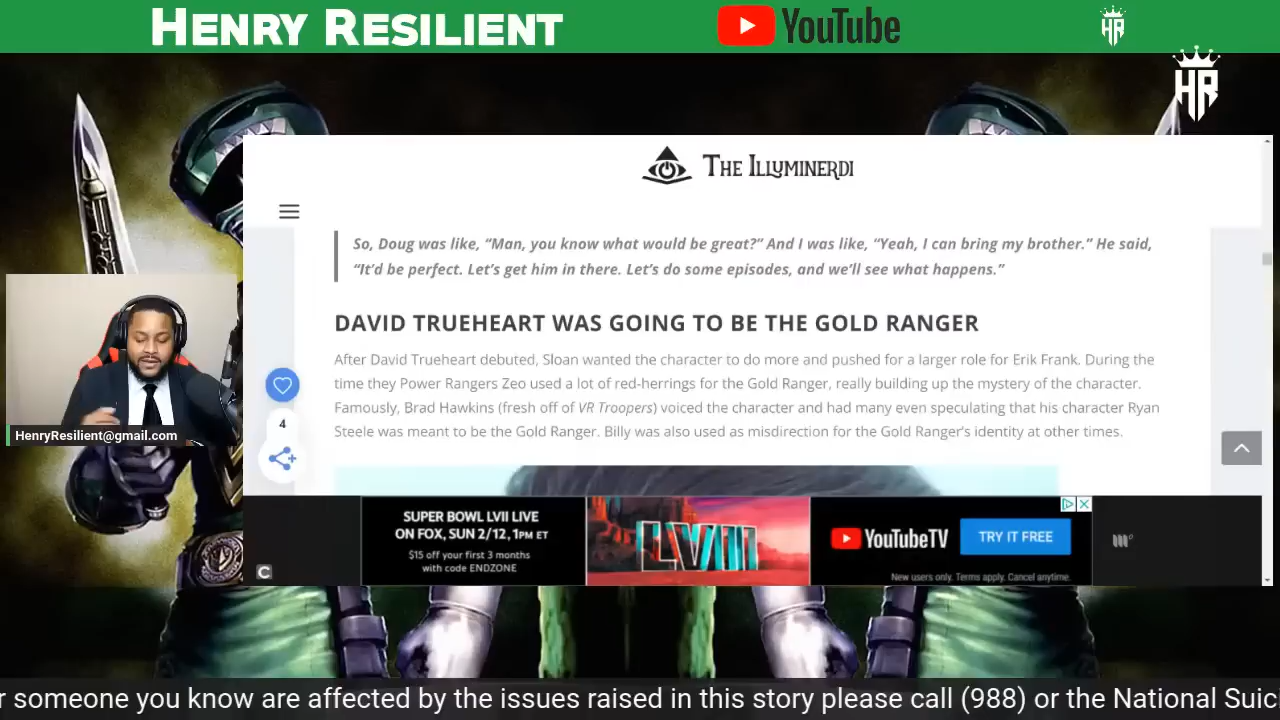 HENRY RESILIENT
YouTube
HR
HR
THE ILLUMINERDI
So, Doug was like, “Man, you know what would be great?” And I was like, “Yeah, I can bring my brother.” He said,
“It’d be perfect. Let’s get him in there. Let’s do some episodes, and we’ll see what happens.”
DAVID TRUEHEART WAS GOING TO BE THE GOLD RANGER
After David Trueheart debuted, Sloan wanted the character to do more and pushed for a larger role for Erik Frank. During the
time they Power Rangers Zeo used a lot of red-herrings for the Gold Ranger, really building up the mystery of the character.
Famously, Brad Hawkins (fresh off of VR Troopers) voiced the character and had many even speculating that his character Ryan
Steele was meant to be the Gold Ranger. Billy was also used as misdirection for the Gold Ranger’s identity at other times.
4
HenryResilient@gmail.com
SUPER BOWL LVII LIVE
ON FOX, SUN 2/12, 1PM ET
$15 off your first 3 months
with code ENDZONE
LVII
YouTubeTV
TRY IT FREE
New users only. Terms apply. Cancel anytime.
C
r someone you know are affected by the issues raised in this story please call (988) or the National Suic